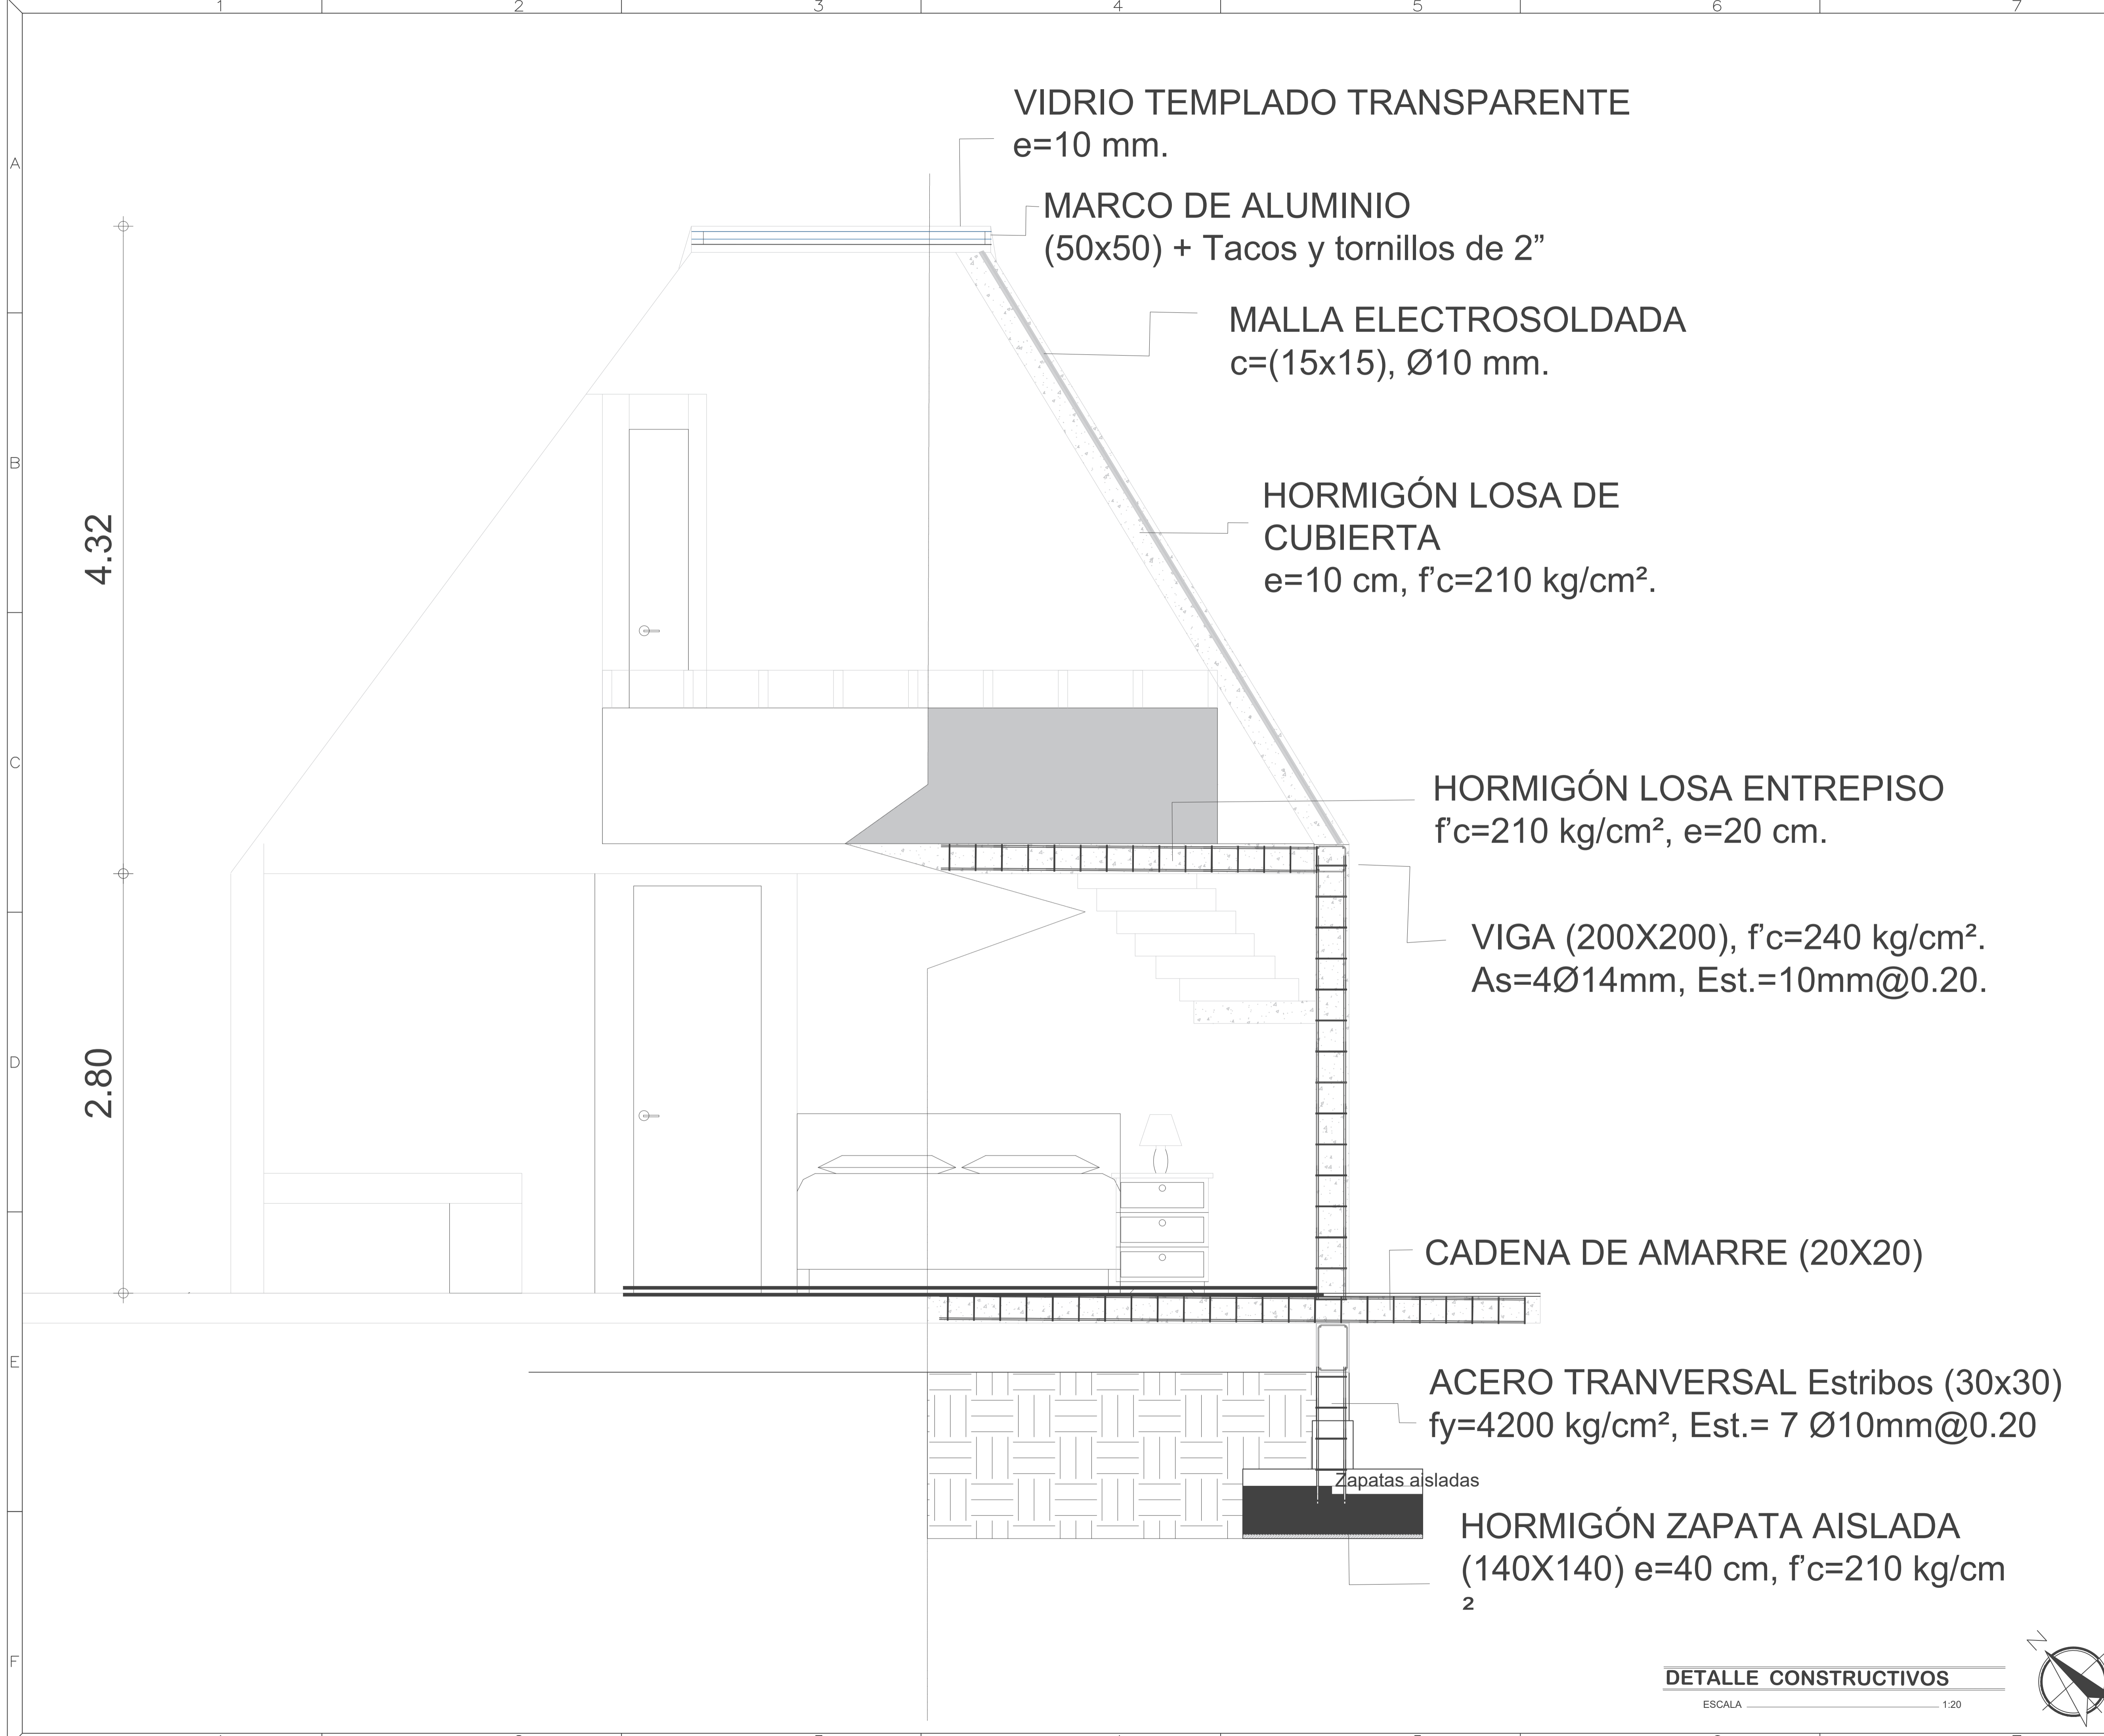 1 2 3 4 5 6 7
VIDRIO TEMPLADO TRANSPARENTE
e=10 mm.
A
MARCO DE ALUMINIO
(50x50) + Tacos y tornillos de 2”
MALLA ELECTROSOLDADA
c=(15x15), Ø10 mm.
B
HORMIGÓN LOSA DE
CUBIERTA
e=10 cm, f’c=210 kg/cm².
4.32
C
HORMIGÓN LOSA ENTREPISO
f’c=210 kg/cm², e=20 cm.
VIGA (200X200), f’c=240 kg/cm².
As=4Ø14mm, Est.=10mm@0.20.
D
2.80
CADENA DE AMARRE (20X20)
E
ACERO TRANVERSAL Estribos (30x30)
fy=4200 kg/cm², Est.= 7 Ø10mm@0.20
Zapatas aisladas
HORMIGÓN ZAPATA AISLADA
(140X140) e=40 cm, f’c=210 kg/cm
²
F
N
DETALLE CONSTRUCTIVOS
ESCALA 1:20